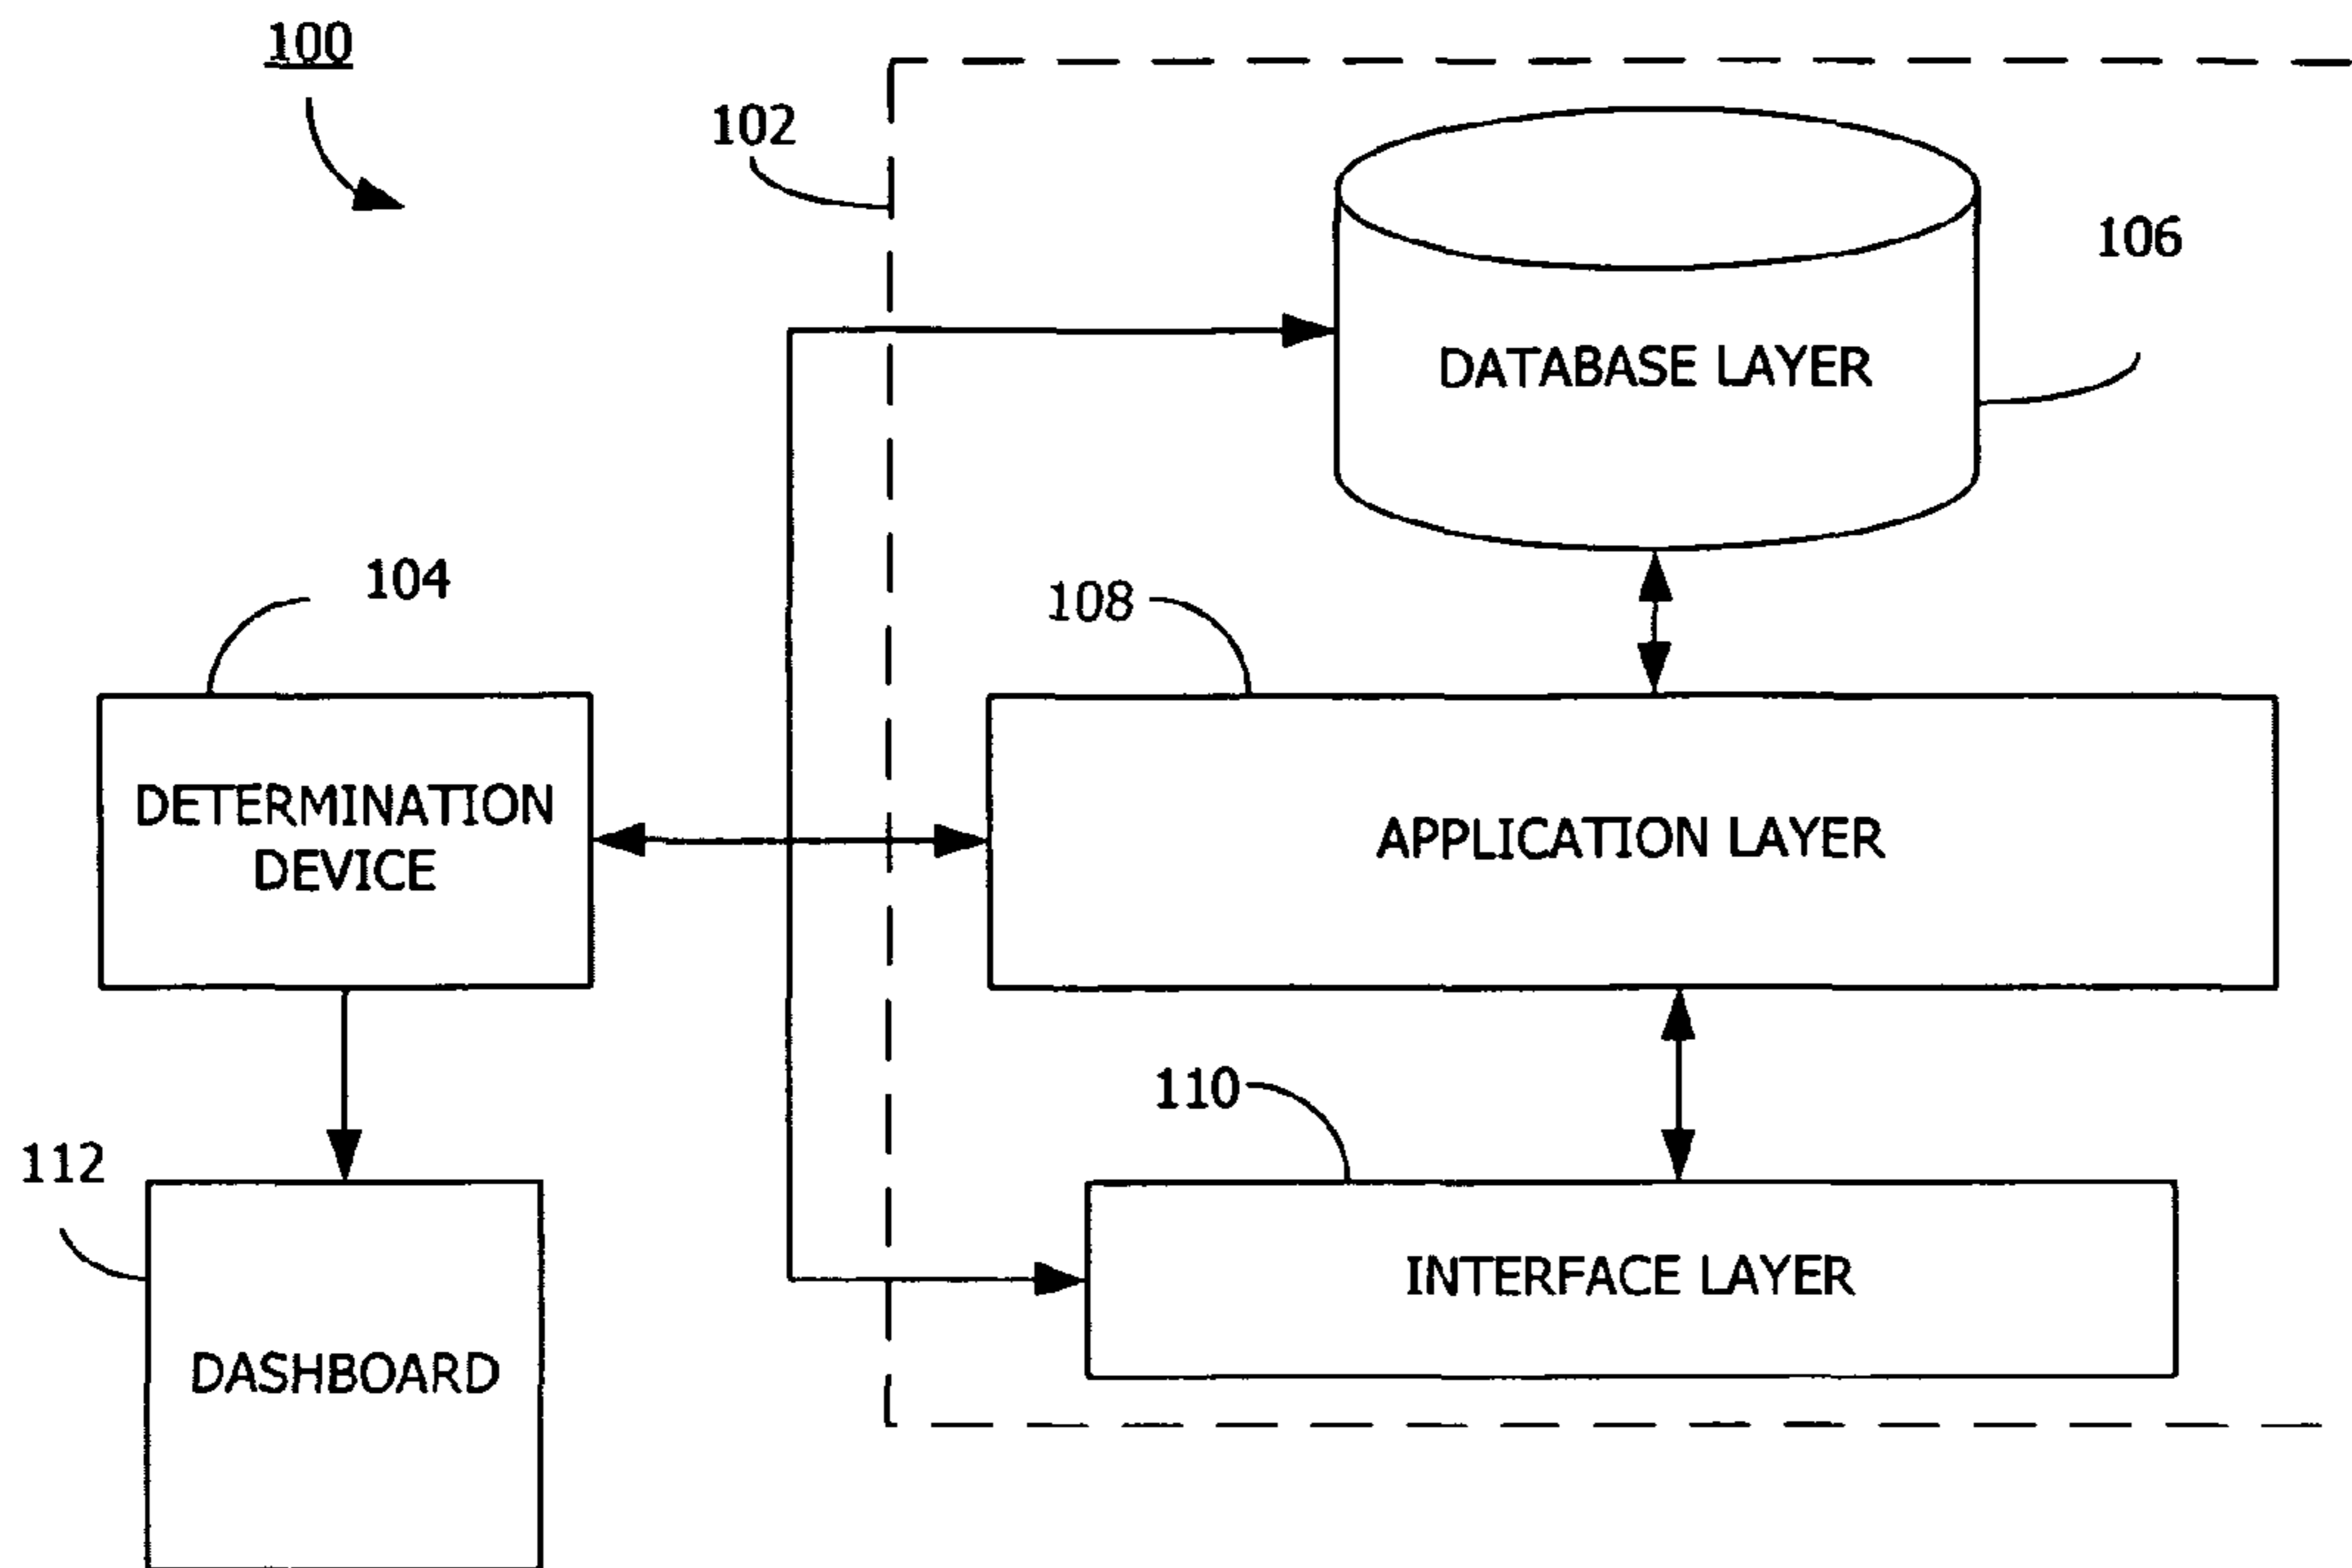 100
102
106
DATABASE LAYER
104
108
DETERMINATION
DEVICE
APPLICATION LAYER
110
112
INTERFACE LAYER
DASHBOARD